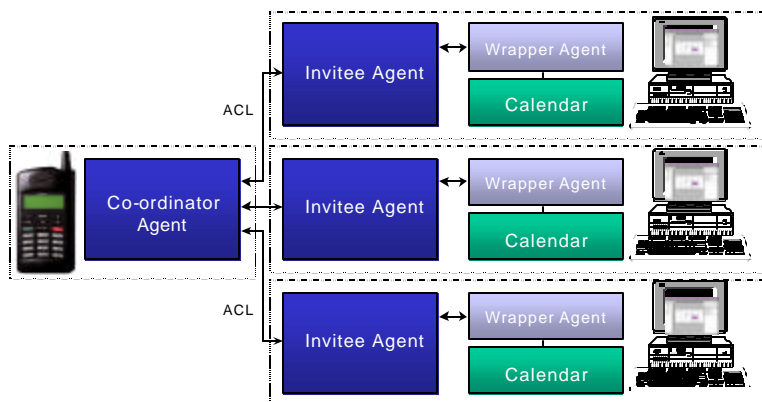 Invitee Agent
Wrapper Agent
Calendar
ACL
Co-ordinator
Agent
Invitee Agent
Wrapper Agent
Calendar
ACL
Invitee Agent
Wrapper Agent
Calendar